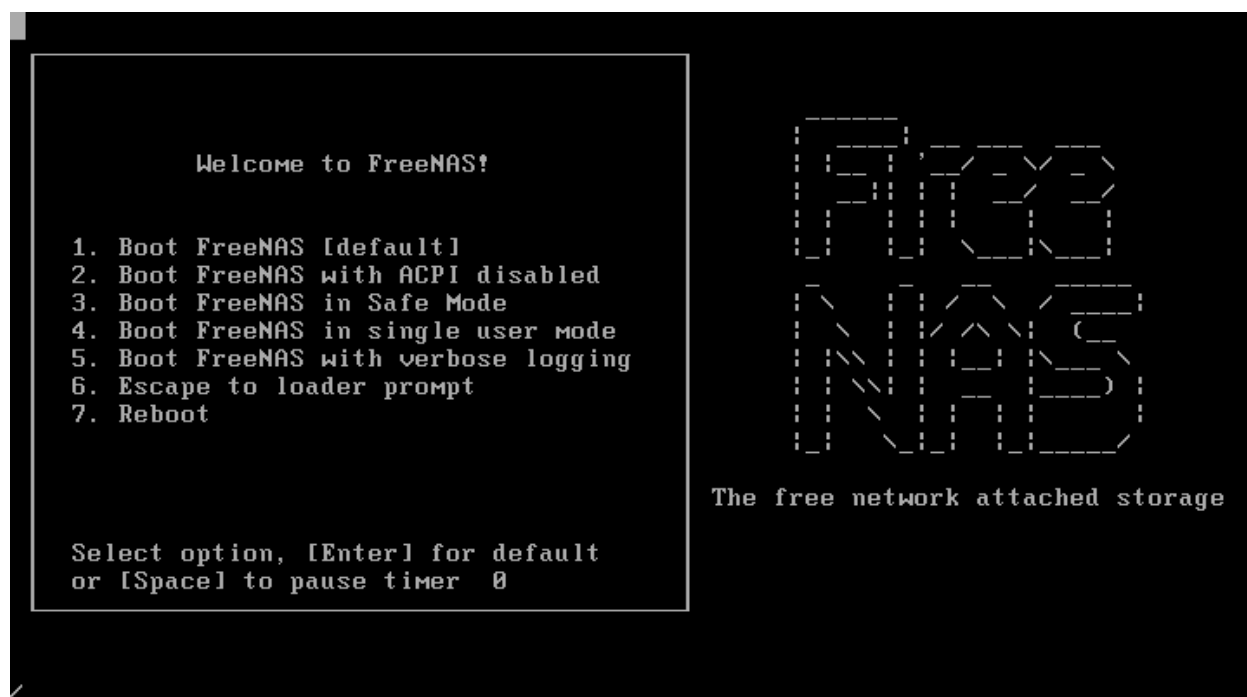 Welcome to FreeNAS!
1. Boot FreeNAS [default]
2. Boot FreeNAS with ACPI disabled
3. Boot FreeNAS in Safe Mode
4. Boot FreeNAS in single user mode
5. Boot FreeNAS with verbose logging
6. Escape to loader prompt
7. Reboot
Select option, [Enter] for default
or [Space] to pause timer  0
Free
NAS
The free network attached storage